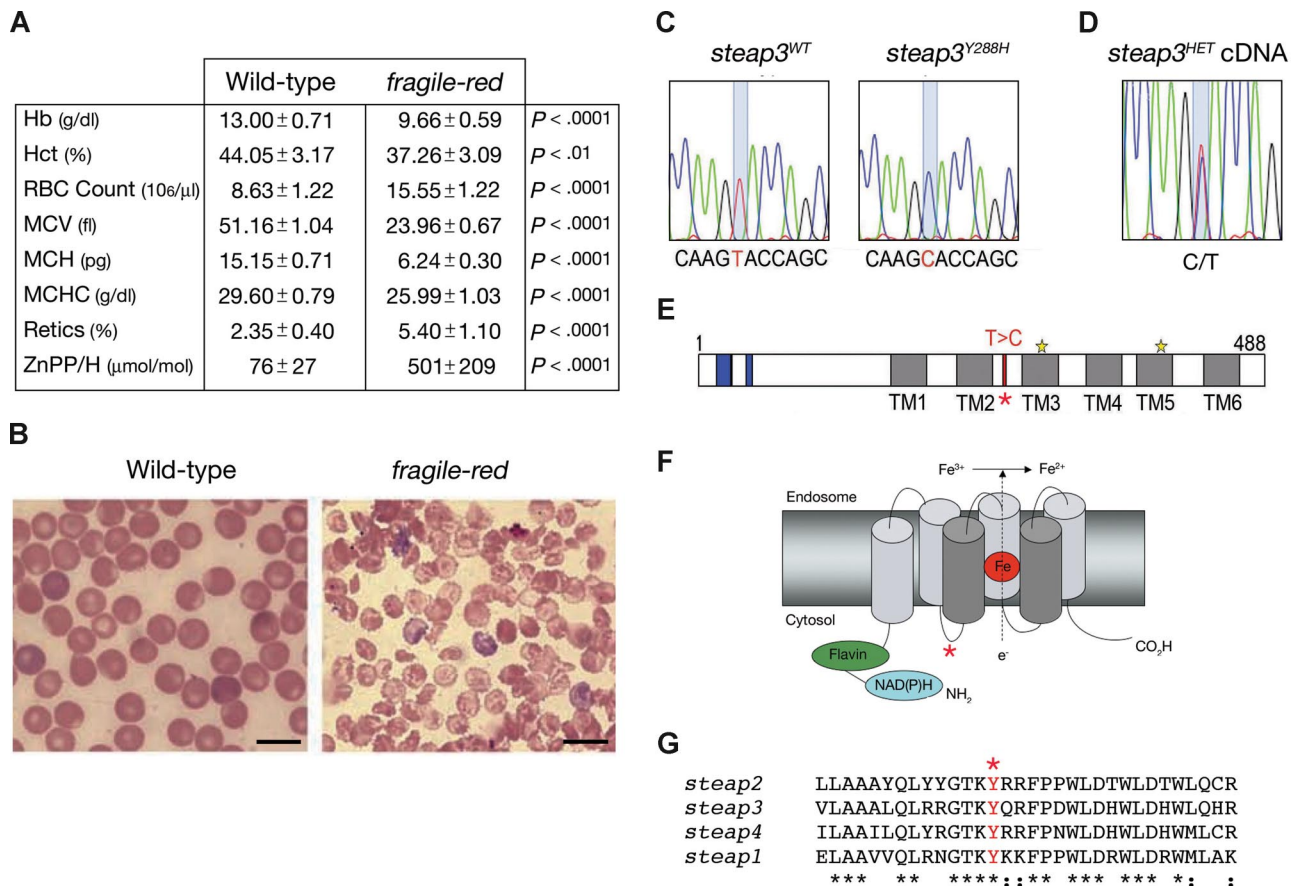 A
Wild-type fragile-red
Hb (g/dl) 13.00±0.71 9.66±0.59 P < .0001
Hct (%) 44.05±3.17 37.26±3.09 P < .01
RBC Count (10₆/μl) 8.63±1.22 15.55±1.22 P < .0001
MCV (fl) 51.16±1.04 23.96±0.67 P < .0001
MCH (pg) 15.15±0.71 6.24±0.30 P < .0001
MCHC (g/dl) 29.60±0.79 25.99±1.03 P < .0001
Retics (%) 2.35±0.40 5.40±1.10 P < .0001
ZnPP/H (μmol/mol) 76±27 501±209 P < .0001
B
Wild-type fragile-red
C
steap3ᵂᵀ steap3ʸ²⁸⁸ᴴ
CAAGTACCAGC CAAGCACCAGC
D
steap3ᴴᴱᵀ cDNA
C/T
E
T>C
1 488
TM1 TM2 * TM3 TM4 TM5 TM6
F
Fe³⁺ Fe²⁺
Endosome
Fe
Cytosol
*
e⁻
CO₂H
Flavin
NAD(P)H NH₂
G
*
steap2 LLAAAYQLYYGTKYRRFPPWLDTWLDTWLQCR
steap3 VLAAALQLRRGTKYQRFPDWLDHWLDHWLQHR
steap4 ILAAILQLYRGTKYRRFPNWLDHWLDHWMLCR
steap1 ELAAVVQLRNGTKYKKFPPWLDRWLDRWMLAK
*** ** ****::** *** *** *: :